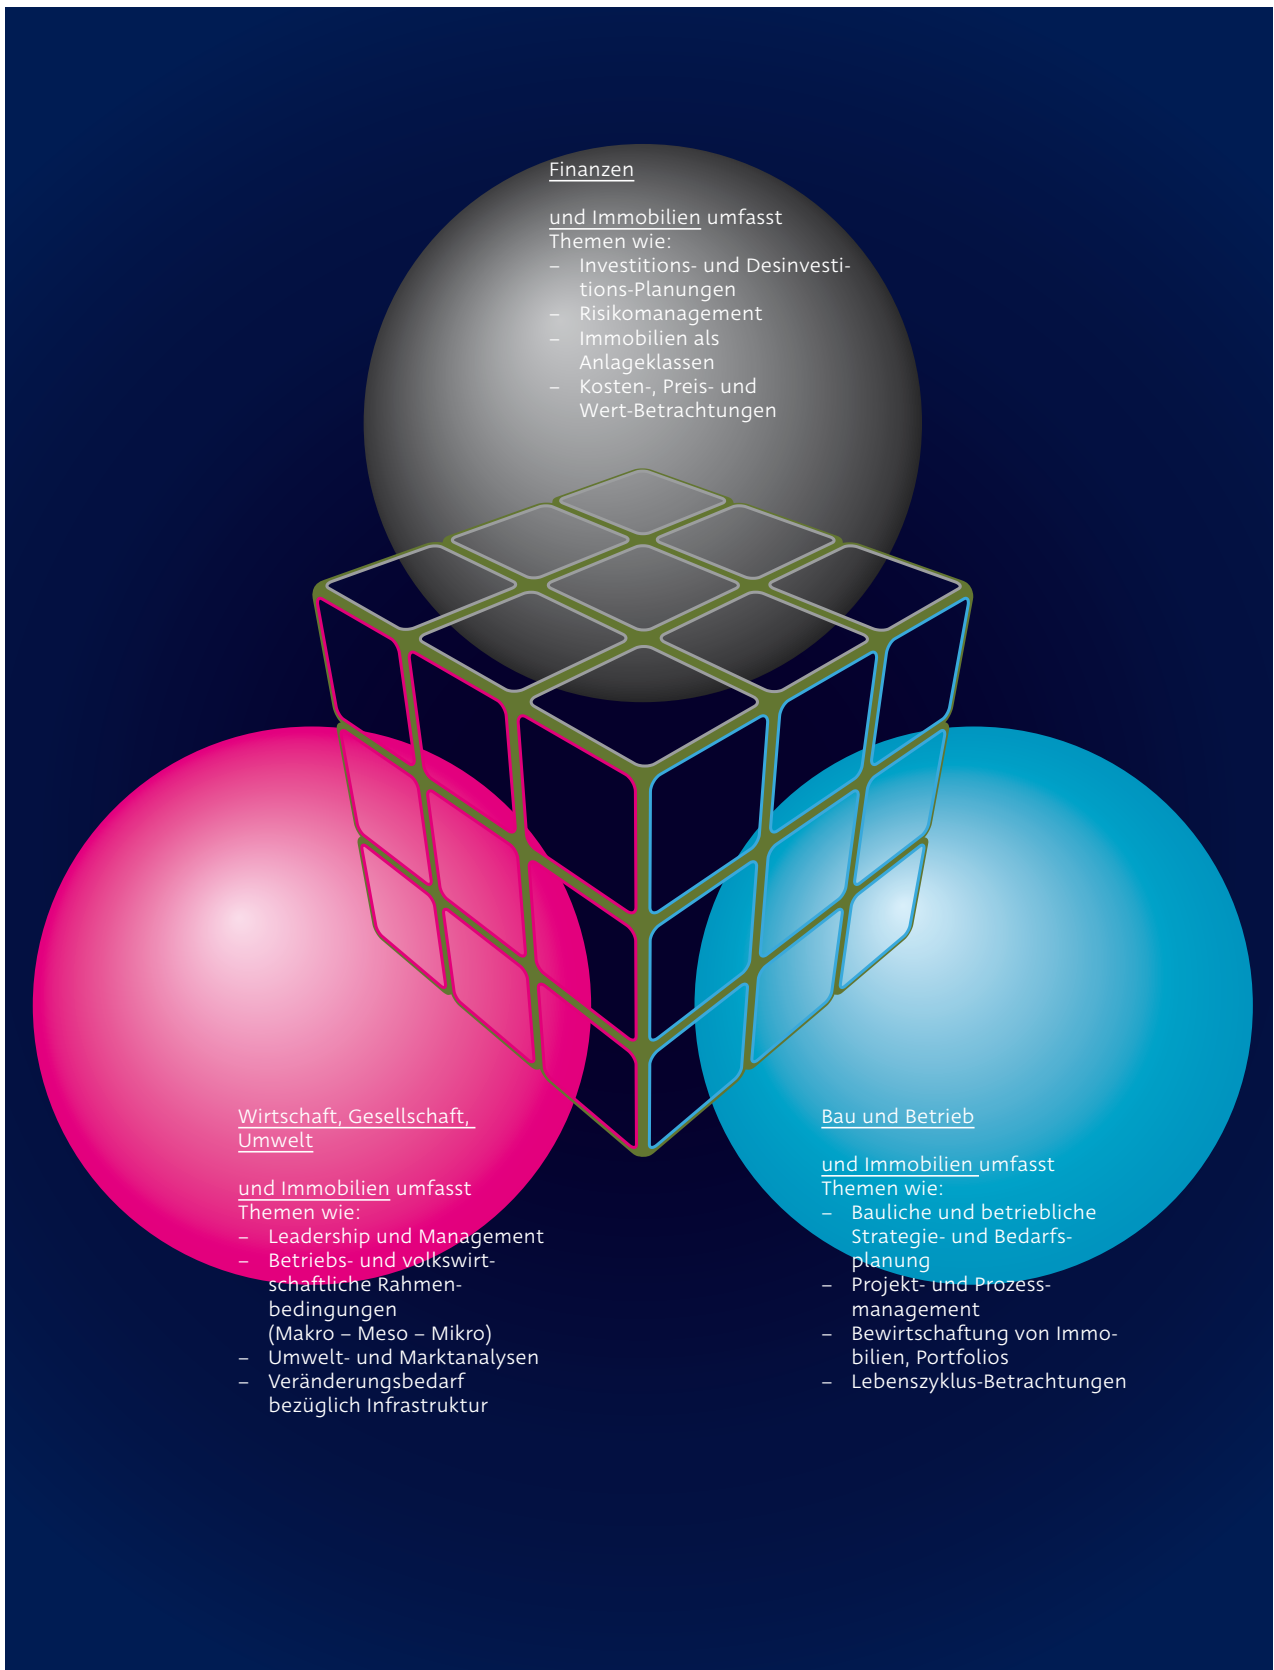 Finanzen
und Immobilien umfasst
Themen wie:
– Investitions- und Desinvesti-
tions-Planungen
– Risikomanagement
– Immobilien als
Anlageklassen
– Kosten-, Preis- und
Wert-Betrachtungen
Wirtschaft, Gesellschaft,
Umwelt
und Immobilien umfasst
Themen wie:
– Leadership und Management
– Betriebs- und volkswirt-
schaftliche Rahmen-
bedingungen
(Makro – Meso – Mikro)
– Umwelt- und Marktanalysen
– Veränderungsbedarf
bezüglich Infrastruktur
Bau und Betrieb
und Immobilien umfasst
Themen wie:
– Bauliche und betriebliche
Strategie- und Bedarfs-
planung
– Projekt- und Prozess-
management
– Bewirtschaftung von Immo-
bilien, Portfolios
– Lebenszyklus-Betrachtungen